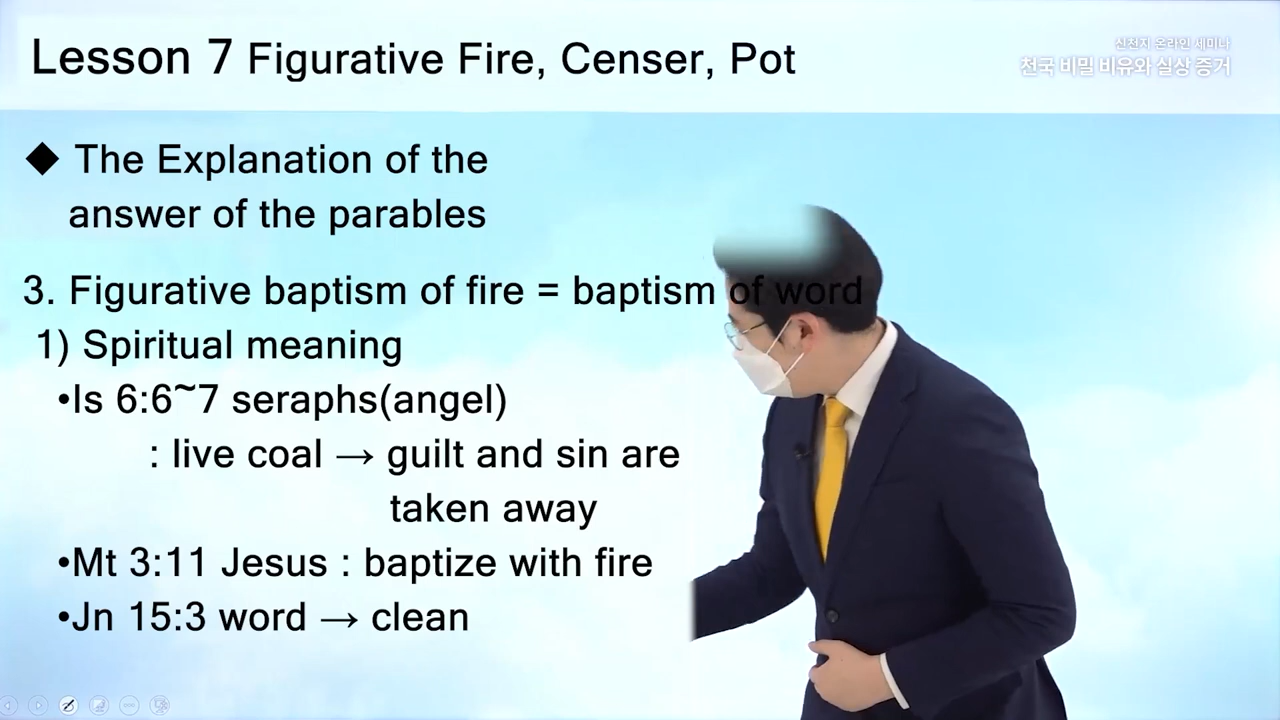 Lesson 7 Figurative Fire, Censer, Pot
신천지 온라인 세미나
천국 비밀 비유와 실상 증거
◆ The Explanation of the
answer of the parables
3. Figurative baptism of fire = baptism of word
1) Spiritual meaning
•Is 6:6~7 seraphs(angel)
: live coal → guilt and sin are
taken away
•Mt 3:11 Jesus : baptize with fire
•Jn 15:3 word → clean